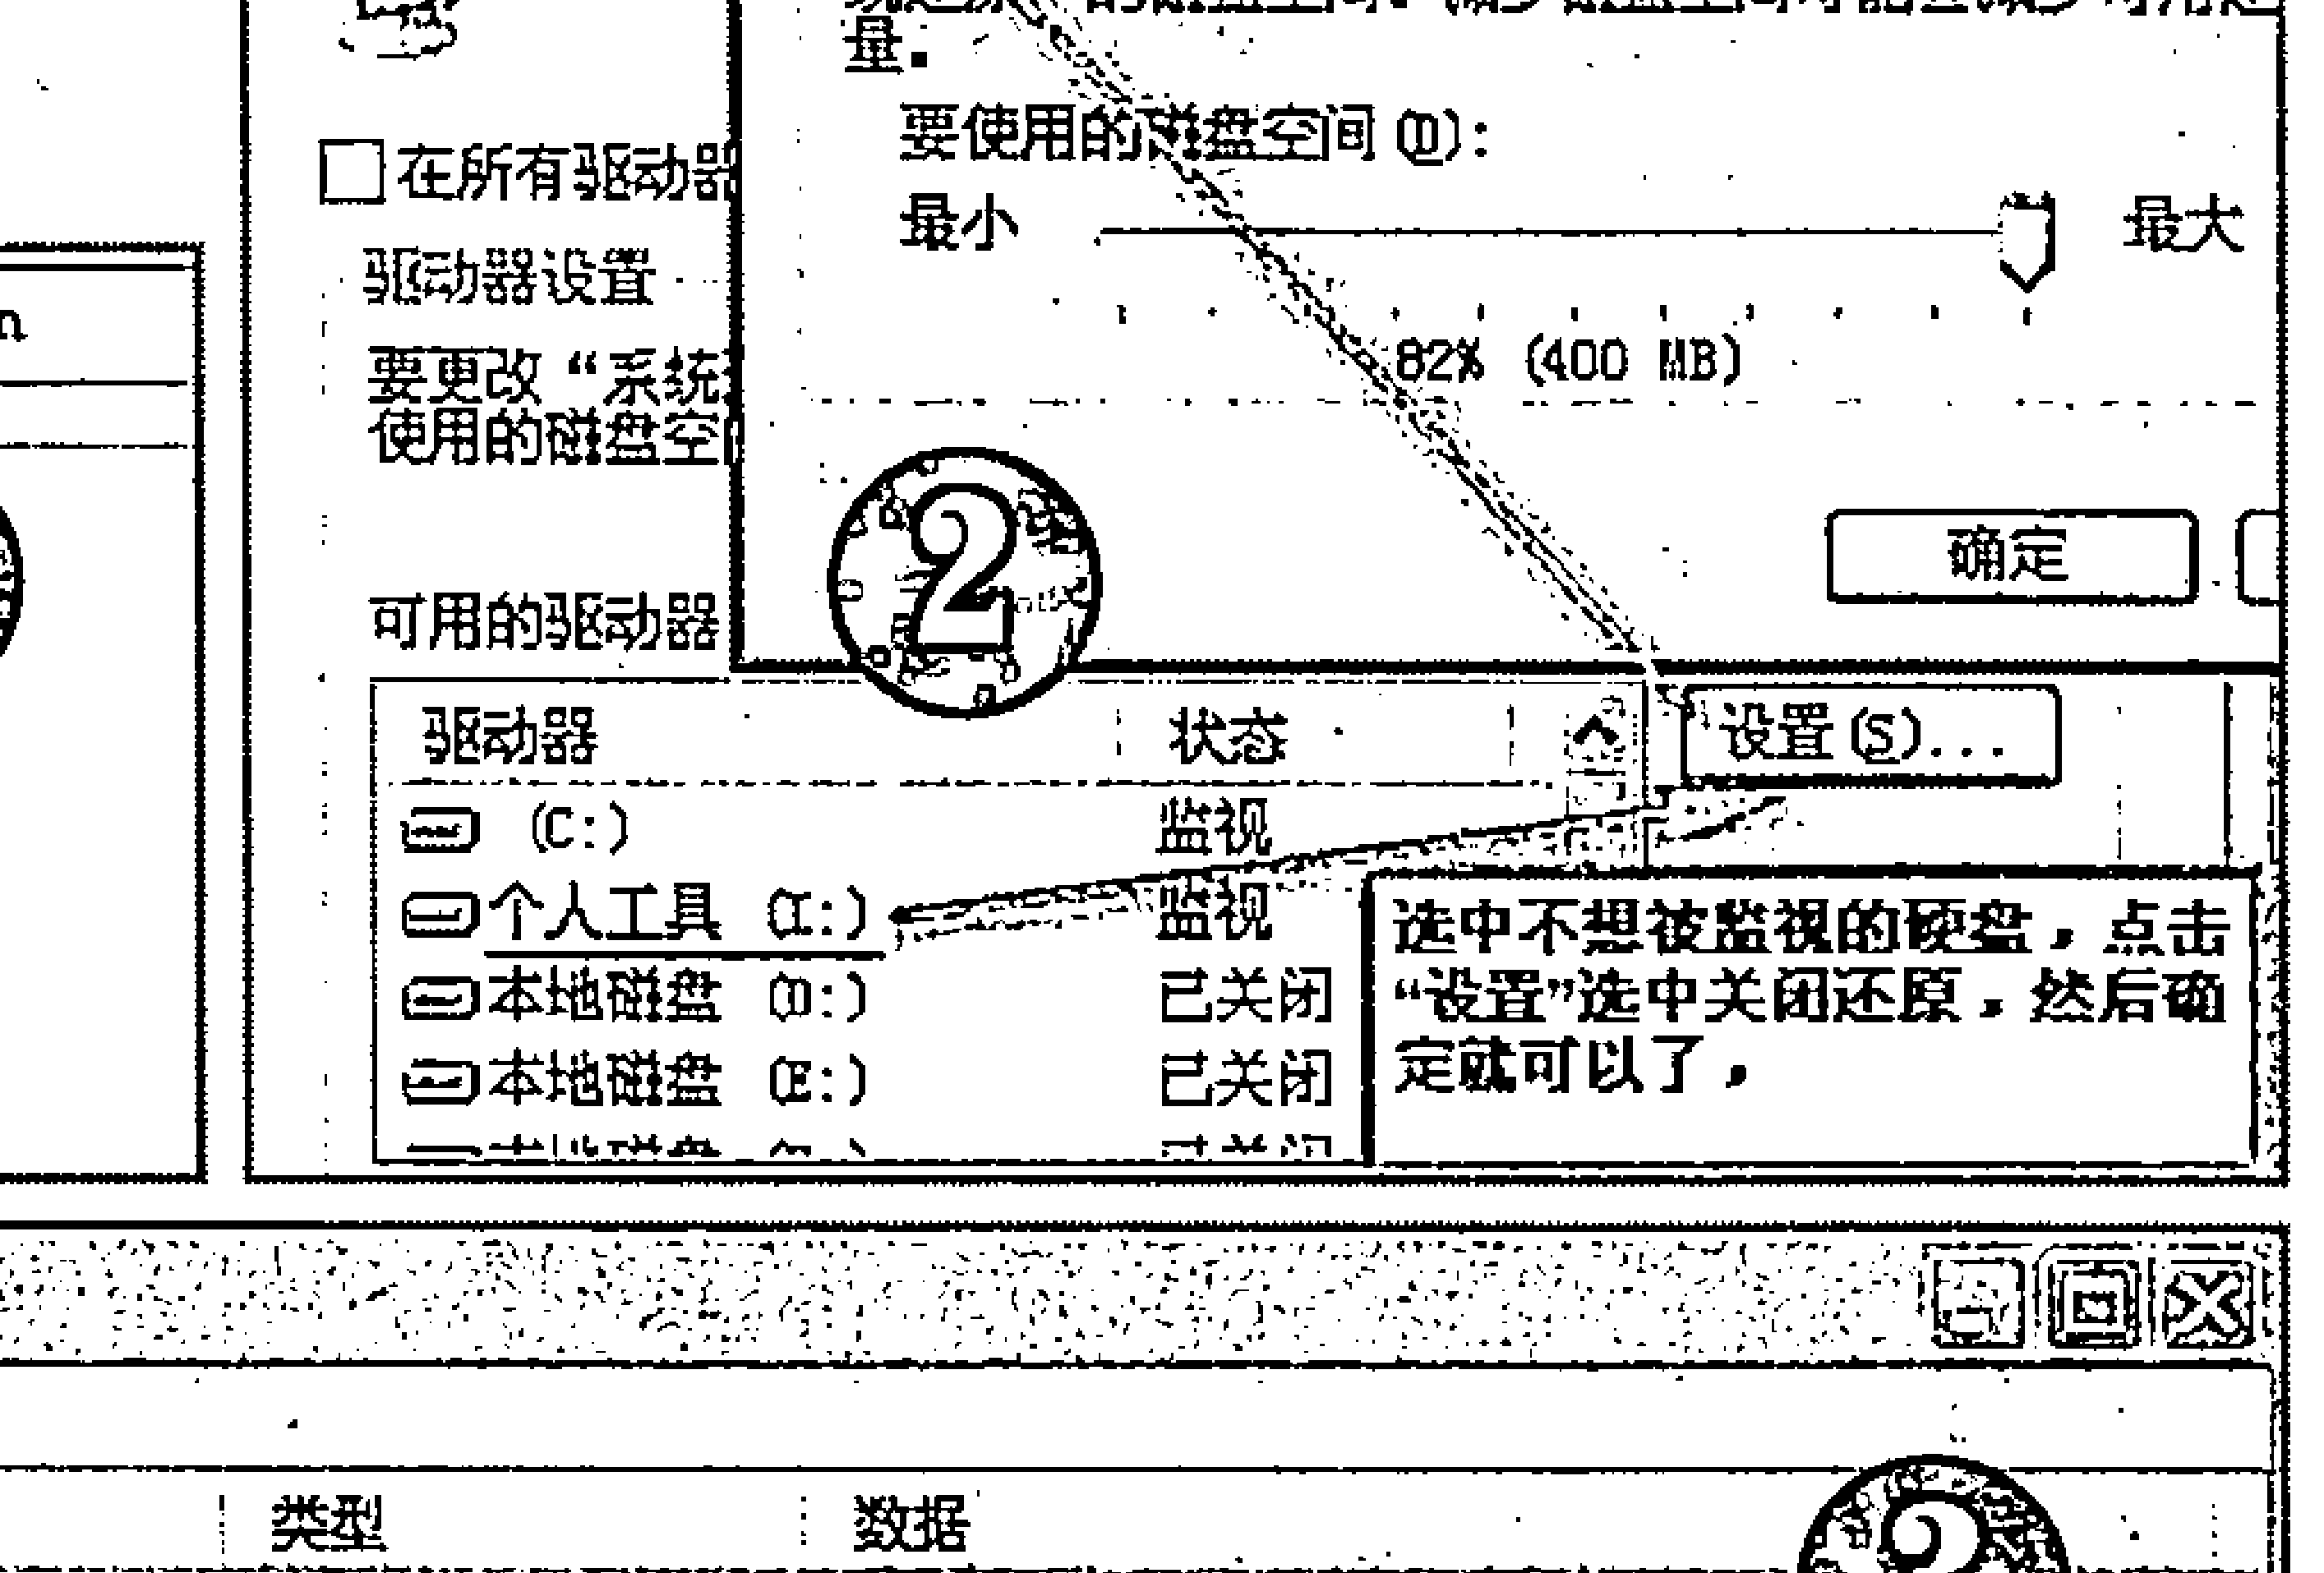 量.
要使用的磁盘空间(D):
最小
最大
82% (400 MB)
确定
在所有驱动器
驱动器设置
要更改“系统
使用的磁盘空
可用的驱动器
2
驱动器 状态
设置(S)...
(C:) 监视
个人工具 (I:) 监视
本地磁盘 (D:) 已关闭
本地磁盘 (E:) 已关闭
选中不想被监视的硬盘，点击
“设置”选中关闭还原，然后确
定就可以了，
类型 数据